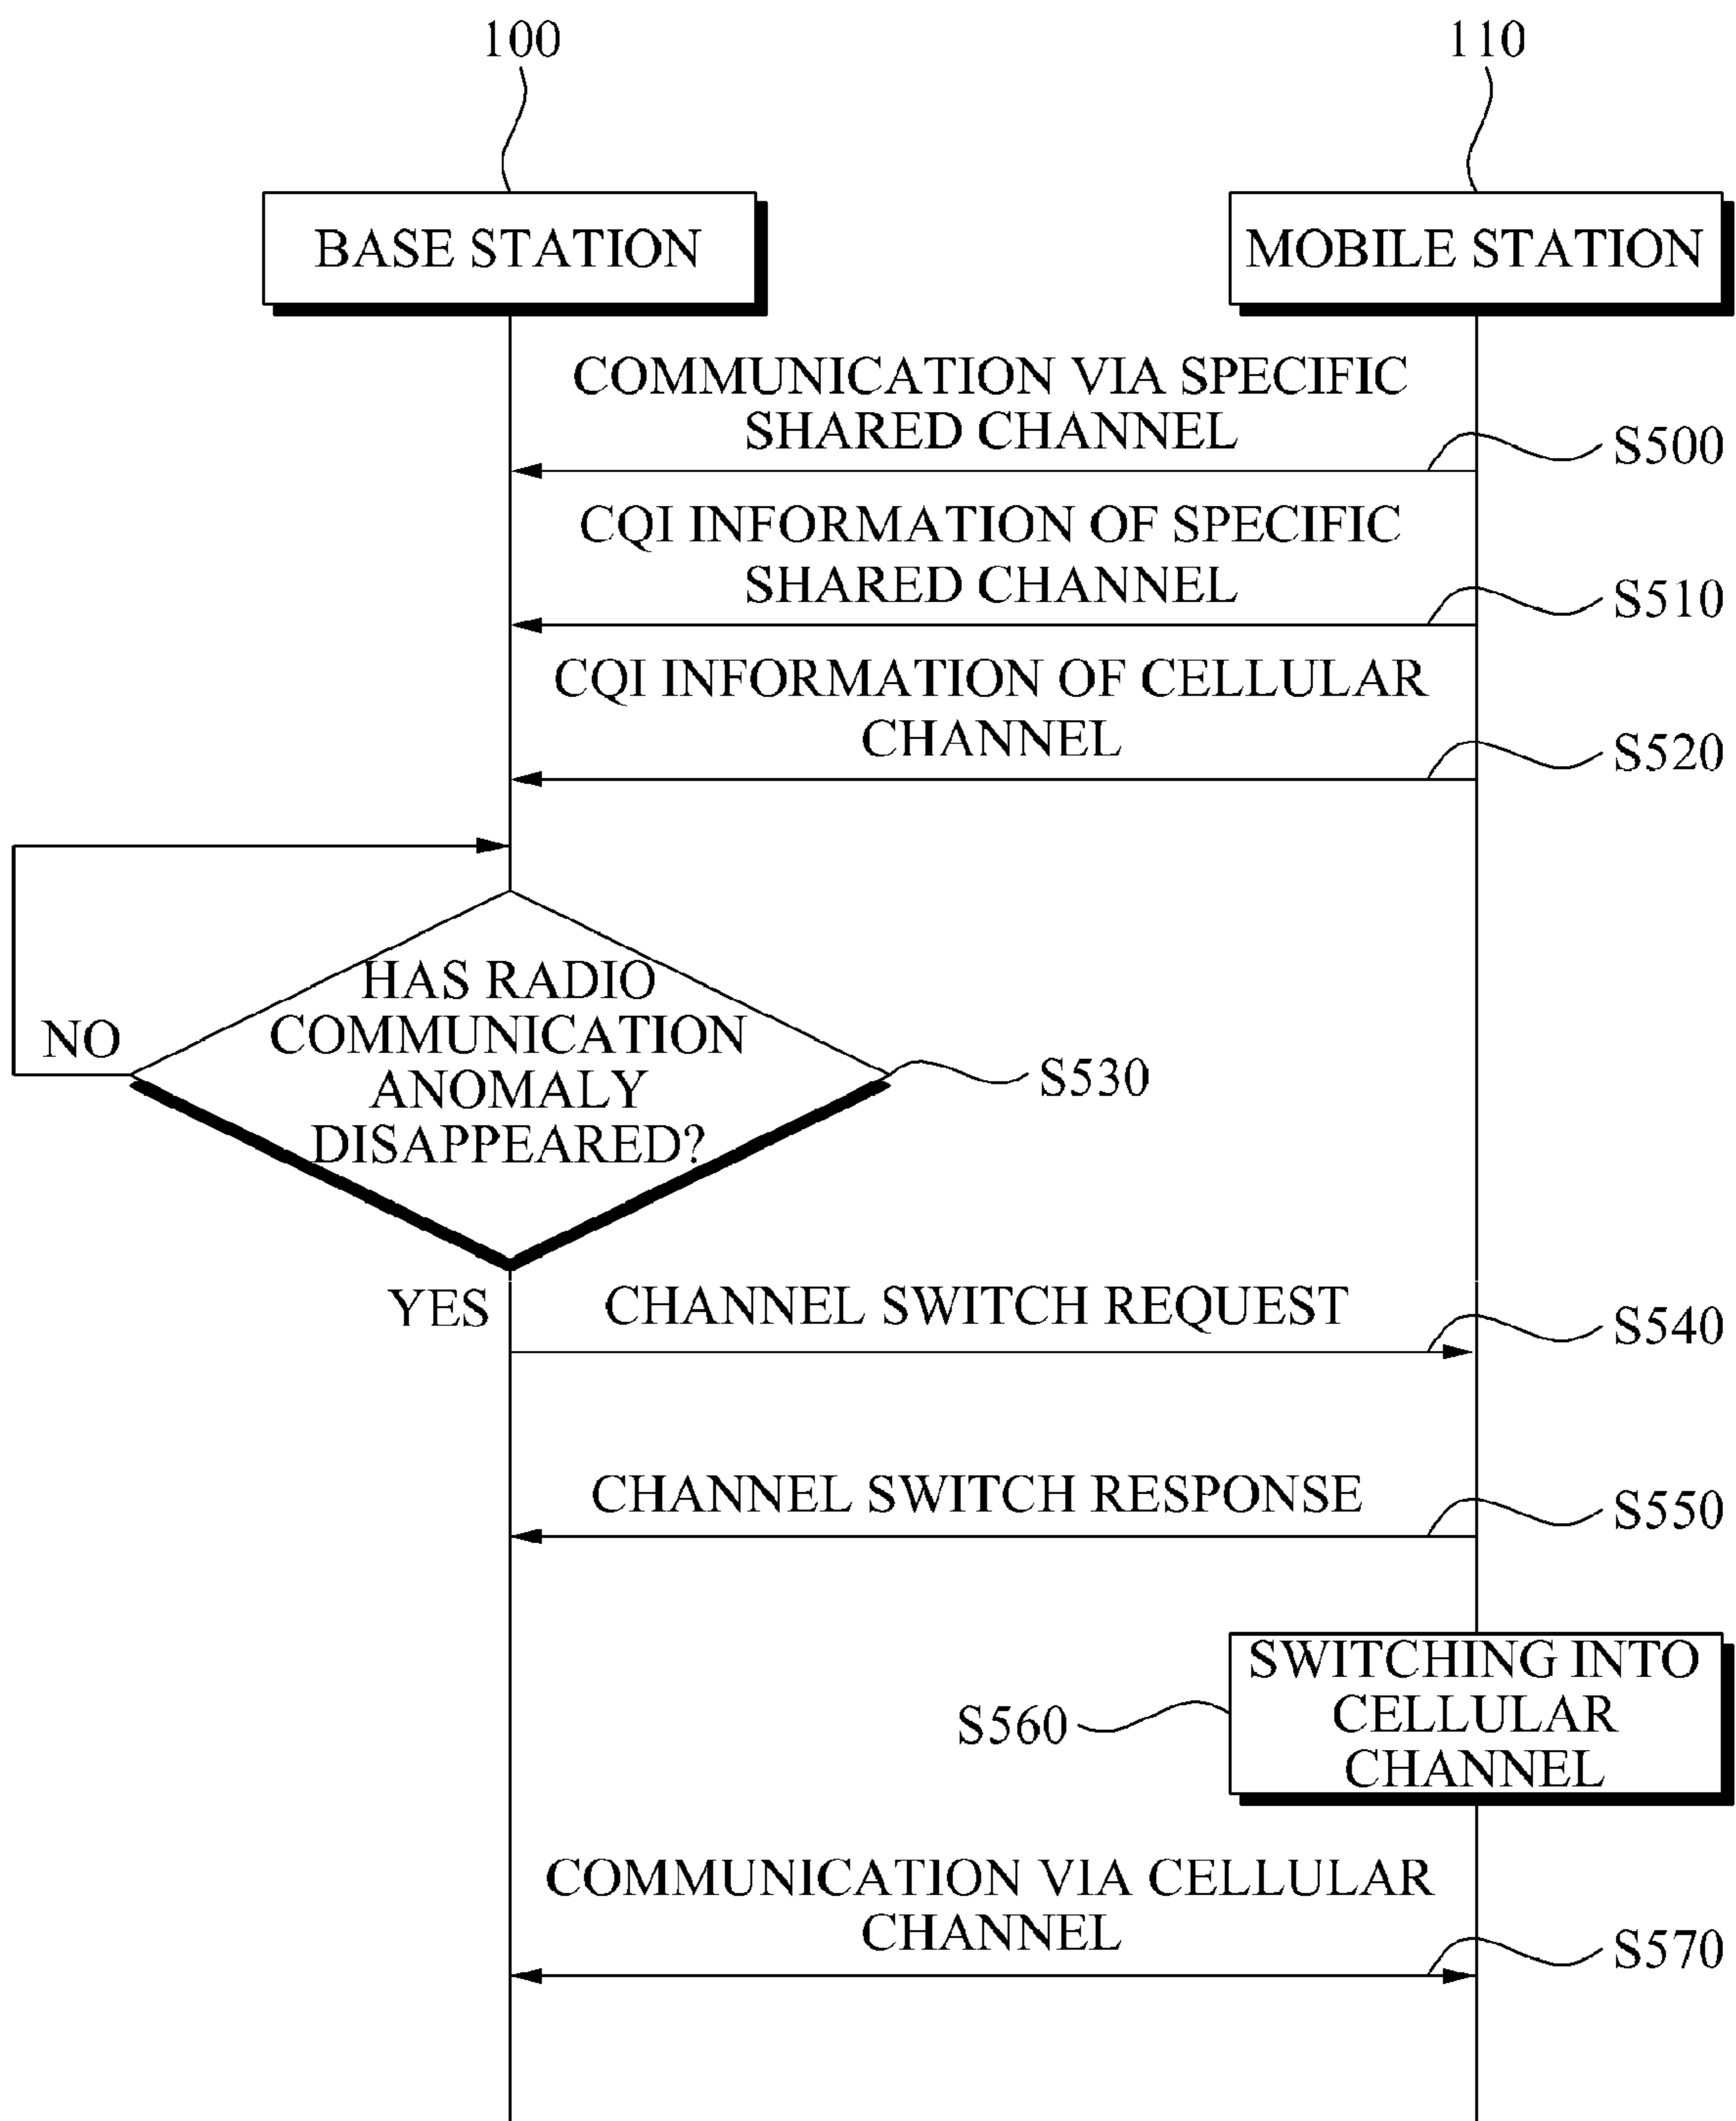 100
110
BASE STATION
MOBILE STATION
COMMUNICATION VIA SPECIFIC
SHARED CHANNEL
S500
CQI INFORMATION OF SPECIFIC
SHARED CHANNEL
S510
CQI INFORMATION OF CELLULAR
CHANNEL
S520
HAS RADIO
COMMUNICATION
ANOMALY
DISAPPEARED?
NO
S530
YES
CHANNEL SWITCH REQUEST
S540
CHANNEL SWITCH RESPONSE
S550
SWITCHING INTO
CELLULAR
CHANNEL
S560
COMMUNICATION VIA CELLULAR
CHANNEL
S570